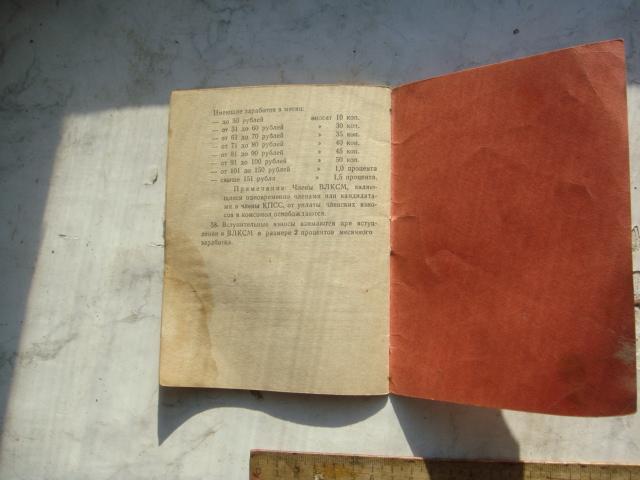 Имеющие заработок в месяц:
— до 50 рублей вносят 10 коп.
— от 51 до 60 рублей » 30 коп.
— от 61 до 70 рублей » 35 коп.
— от 71 до 80 рублей » 40 коп.
— от 81 до 90 рублей » 45 коп.
— от 91 до 100 рублей » 50 коп.
— от 101 до 150 рублей » 1,0 процента
— свыше 151 рубля » 1,5 процента.
Примечание: Члены ВЛКСМ, являю-
щиеся одновременно членами или кандидата-
ми в члены КПСС, от уплаты членских взно-
сов в комсомол освобождаются.
58. Вступительные взносы взимаются при вступ-
лении в ВЛКСМ в размере 2 процентов месячного
заработка.